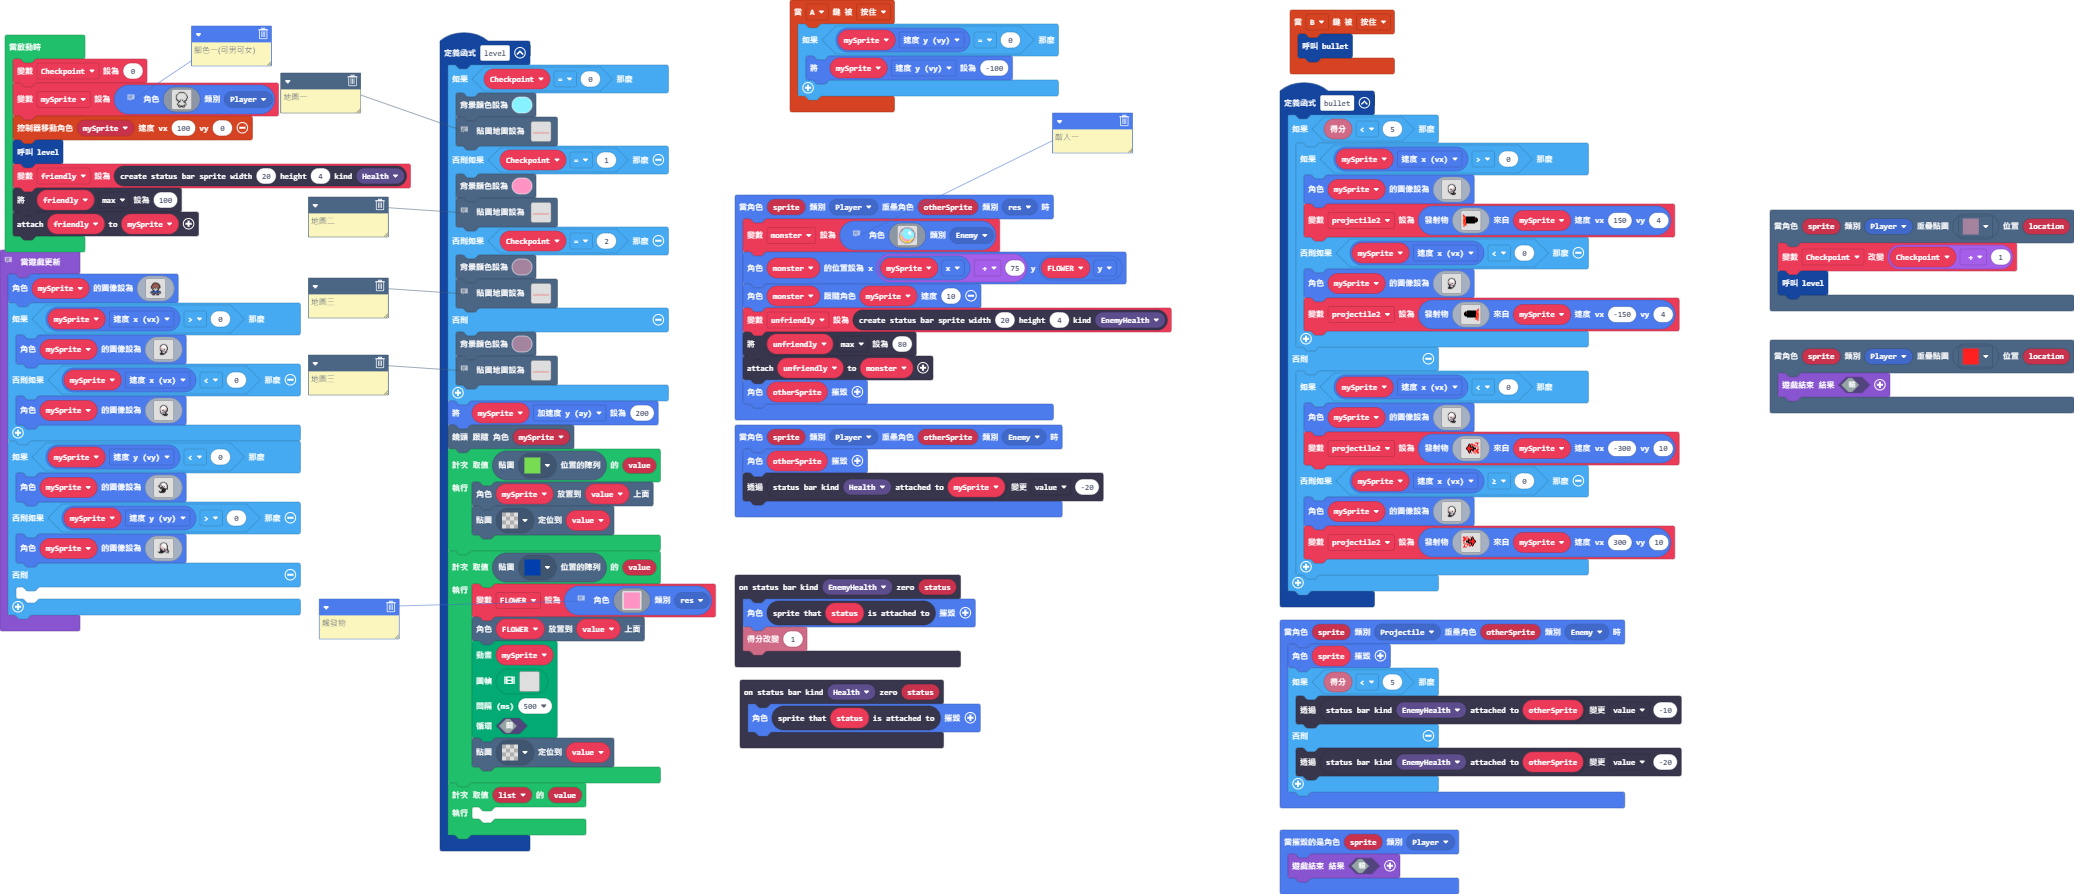 當啟動時
變數 Checkpoint 設為 0
變數 mySprite 設為 角色 類別 Player
控制器移動角色 mySprite 速度 vx 100 vy 0
呼叫 level
變數 friendly 設為 create status bar sprite width 20 height 4 kind Health
將 friendly max 設為 100
attach friendly to mySprite
角色一(可男可女)
地圖一
地圖二
地圖三
地圖三
觸發物
當遊戲更新
角色 mySprite 的圖像設為
如果 mySprite 速度 x (vx) > 0 那麼
角色 mySprite 的圖像設為
否則如果 mySprite 速度 x (vx) < 0 那麼
角色 mySprite 的圖像設為
如果 mySprite 速度 y (vy) < 0 那麼
角色 mySprite 的圖像設為
否則如果 mySprite 速度 y (vy) > 0 那麼
角色 mySprite 的圖像設為
否則
定義函式 level
如果 Checkpoint = 0 那麼
背景顏色設為
貼圖地圖設為
否則如果 Checkpoint = 1 那麼
背景顏色設為
貼圖地圖設為
否則如果 Checkpoint = 2 那麼
背景顏色設為
貼圖地圖設為
否則
背景顏色設為
貼圖地圖設為
將 mySprite 加速度 y (ay) 設為 200
鏡頭 跟隨 角色 mySprite
計次 取值 貼圖 位置的陣列 的 value
執行 角色 mySprite 放置到 value 上面
貼圖 定位到 value
計次 取值 貼圖 位置的陣列 的 value
執行 變數 FLOWER 設為 角色 類別 res
角色 FLOWER 放置到 value 上面
動畫 mySprite
圖幀
間隔 (ms) 500
循環
貼圖 定位到 value
計次 取值 list 的 value
執行
當 A 鍵 被 按住
如果 mySprite 速度 y (vy) = 0 那麼
將 mySprite 速度 y (vy) 設為 -100
敵人一
當角色 sprite 類別 Player 重疊角色 otherSprite 類別 res 時
變數 monster 設為 角色 類別 Enemy
角色 monster 的位置設為 x mySprite x + 75 y FLOWER y
角色 monster 跟隨角色 mySprite 速度 10
變數 unfriendly 設為 create status bar sprite width 20 height 4 kind EnemyHealth
將 unfriendly max 設為 80
attach unfriendly to monster
角色 otherSprite 摧毀
當角色 sprite 類別 Player 重疊角色 otherSprite 類別 Enemy 時
角色 otherSprite 摧毀
透過 status bar kind Health attached to mySprite 變更 value -20
on status bar kind EnemyHealth zero status
角色 sprite that status is attached to 摧毀
得分改變 1
on status bar kind Health zero status
角色 sprite that status is attached to 摧毀
當 B 鍵 被 按住
呼叫 bullet
定義函式 bullet
如果 得分 < 5 那麼
如果 mySprite 速度 x (vx) > 0 那麼
角色 mySprite 的圖像設為
變數 projectile2 設為 發射物 來自 mySprite 速度 vx 150 vy 4
否則如果 mySprite 速度 x (vx) < 0 那麼
角色 mySprite 的圖像設為
變數 projectile2 設為 發射物 來自 mySprite 速度 vx -150 vy 4
否則
如果 mySprite 速度 x (vx) < 0 那麼
角色 mySprite 的圖像設為
變數 projectile2 設為 發射物 來自 mySprite 速度 vx -300 vy 10
否則如果 mySprite 速度 x (vx) ≥ 0 那麼
角色 mySprite 的圖像設為
變數 projectile2 設為 發射物 來自 mySprite 速度 vx 300 vy 10
當角色 sprite 類別 Projectile 重疊角色 otherSprite 類別 Enemy 時
角色 sprite 摧毀
如果 得分 < 5 那麼
透過 status bar kind EnemyHealth attached to otherSprite 變更 value -10
否則
透過 status bar kind EnemyHealth attached to otherSprite 變更 value -20
當摧毀的是角色 sprite 類別 Player
遊戲結束 結果
當角色 sprite 類別 Player 重疊貼圖 位置 location
變數 Checkpoint 改變 Checkpoint + 1
呼叫 level
當角色 sprite 類別 Player 重疊貼圖 位置 location
遊戲結束 結果